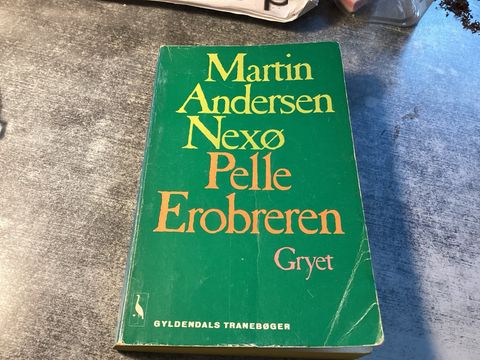 Martin
Andersen
Nexø
Pelle
Erobreren
Gryet
GYLDENDALS TRANEBØGER